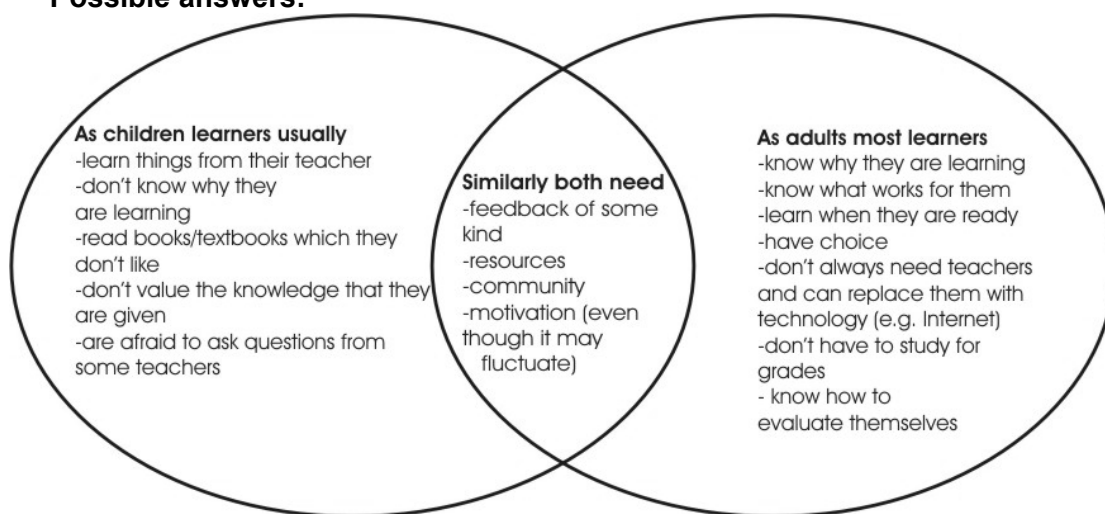 Possible answers:
As children learners usually
-learn things from their teacher
-don't know why they
are learning
-read books/textbooks which they
don't like
-don't value the knowledge that they
are given
-are afraid to ask questions from
some teachers
Similarly both need
-feedback of some
kind
-resources
-community
-motivation (even
though it may
fluctuate)
As adults most learners
-know why they are learning
-know what works for them
-learn when they are ready
-have choice
-don't always need teachers
and can replace them with
technology (e.g. Internet)
-don't have to study for
grades
- know how to
evaluate themselves